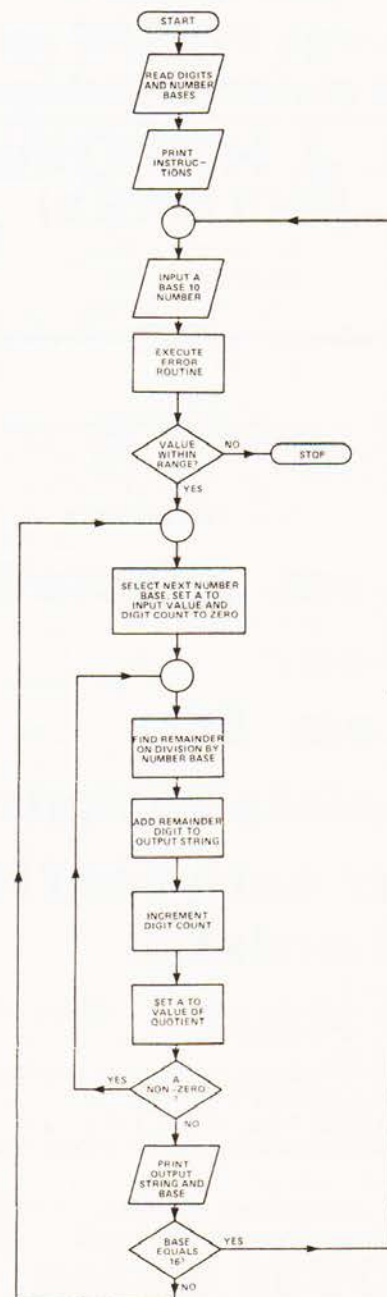 START
READ DIGITS
AND NUMBER
BASES
PRINT
INSTRUC-
TIONS
INPUT A
BASE 10
NUMBER
EXECUTE
ERROR
ROUTINE
VALUE
WITHIN
RANGE?
NO
STOP
YES
SELECT NEXT NUMBER
BASE. SET A TO
INPUT VALUE AND
DIGIT COUNT TO ZERO
FIND REMAINDER
ON DIVISION BY
NUMBER BASE
ADD REMAINDER
DIGIT TO
OUTPUT STRING
INCREMENT
DIGIT COUNT
SET A TO
VALUE OF
QUOTIENT
YES
A
NON-ZERO
?
NO
PRINT
OUTPUT
STRING AND
BASE
BASE
EQUALS
16?
YES
NO